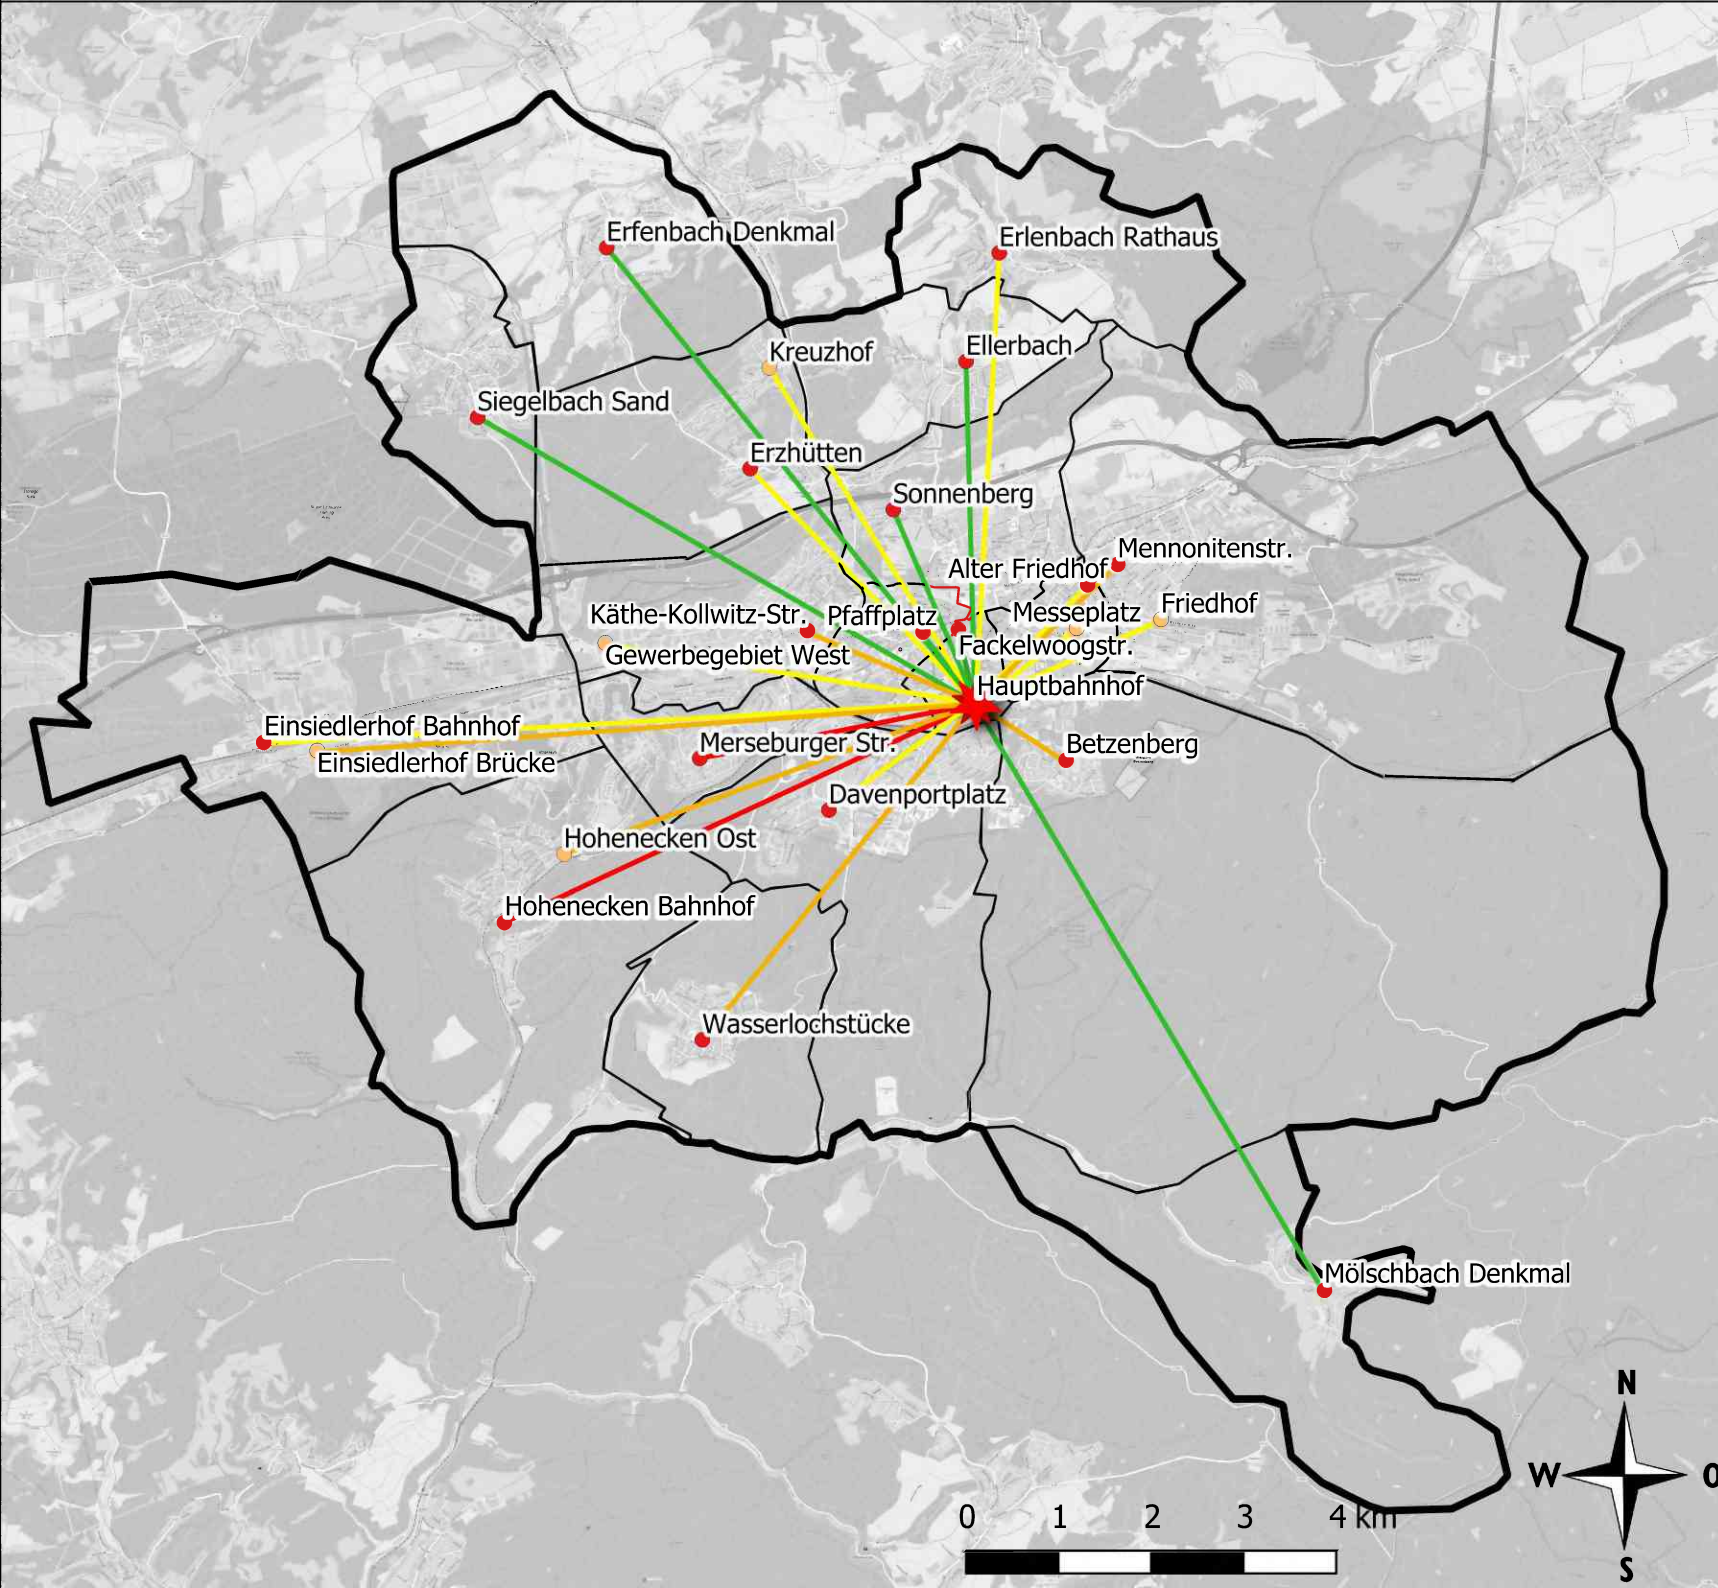 Erfenbach Denkmal
Erlenbach Rathaus
Kreuzhof
Ellerbach
Siegelbach Sand
Erzhütten
Sonnenberg
Mennonitenstr.
Alter Friedhof
Friedhof
Käthe-Kollwitz-Str.
Pfaffplatz
Messeplatz
Fackelwoogstr.
Gewerbegebiet West
Hauptbahnhof
Einsiedlerhof Bahnhof
Merseburger Str.
Betzenberg
Einsiedlerhof Brücke
Davenportplatz
Hohenecken Ost
Hohenecken Bahnhof
Wasserlochstücke
Mölschbach Denkmal
N
W
O
S
0 1 2 3 4 km